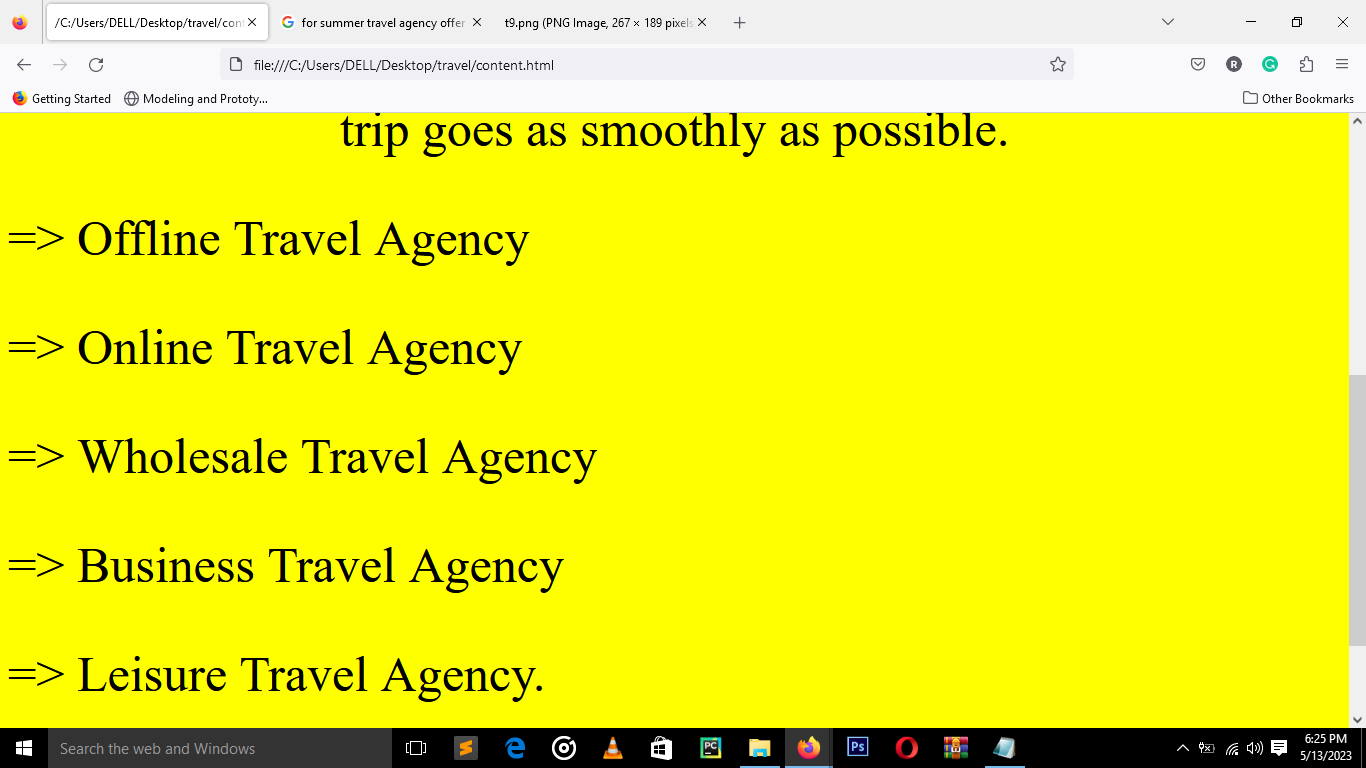 /C:/Users/DELL/Desktop/travel/con
for summer travel agency offer
t9.png (PNG Image, 267 × 189 pixels
file:///C:/Users/DELL/Desktop/travel/content.html
R
G
Getting Started
Modeling and Prototy...
Other Bookmarks
trip goes as smoothly as possible.
=> Offline Travel Agency
=> Online Travel Agency
=> Wholesale Travel Agency
=> Business Travel Agency
=> Leisure Travel Agency.
Search the web and Windows
PC
Ps
6:25 PM
5/13/2023